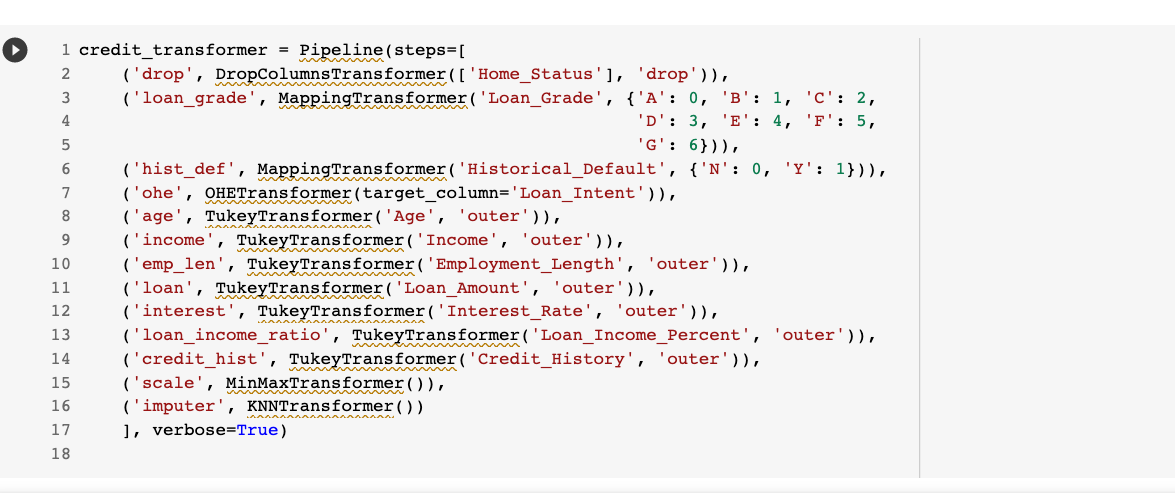 1 credit_transformer = Pipeline(steps=[
2     ('drop', DropColumnsTransformer(['Home_Status'], 'drop')),
3     ('loan_grade', MappingTransformer('Loan_Grade', {'A': 0, 'B': 1, 'C': 2,
4                                                      'D': 3, 'E': 4, 'F': 5,
5                                                      'G': 6})),
6     ('hist_def', MappingTransformer('Historical_Default', {'N': 0, 'Y': 1})),
7     ('ohe', OHETransformer(target_column='Loan_Intent')),
8     ('age', TukeyTransformer('Age', 'outer')),
9     ('income', TukeyTransformer('Income', 'outer')),
10     ('emp_len', TukeyTransformer('Employment_Length', 'outer')),
11     ('loan', TukeyTransformer('Loan_Amount', 'outer')),
12     ('interest', TukeyTransformer('Interest_Rate', 'outer')),
13     ('loan_income_ratio', TukeyTransformer('Loan_Income_Percent', 'outer')),
14     ('credit_hist', TukeyTransformer('Credit_History', 'outer')),
15     ('scale', MinMaxTransformer()),
16     ('imputer', KNNTransformer())
17     ], verbose=True)
18